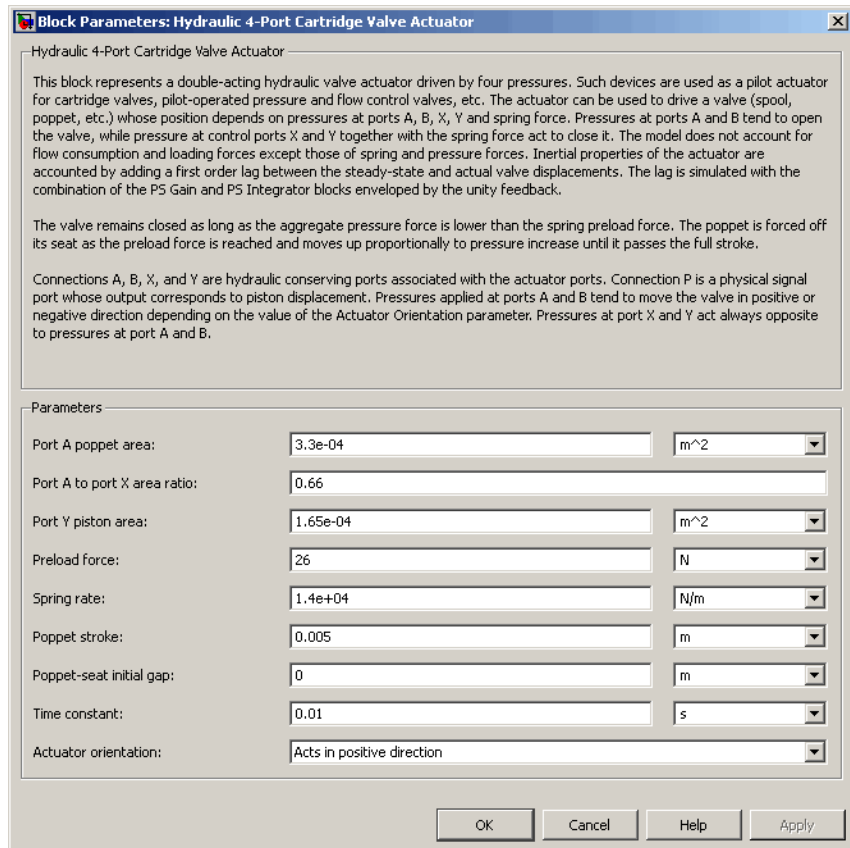 Block Parameters: Hydraulic 4-Port Cartridge Valve Actuator
Hydraulic 4-Port Cartridge Valve Actuator
This block represents a double-acting hydraulic valve actuator driven by four pressures. Such devices are used as a pilot actuator
for cartridge valves, pilot-operated pressure and flow control valves, etc. The actuator can be used to drive a valve (spool,
poppet, etc.) whose position depends on pressures at ports A, B, X, Y and spring force. Pressures at ports A and B tend to open
the valve, while pressure at control ports X and Y together with the spring force act to close it. The model does not account for
flow consumption and loading forces except those of spring and pressure forces. Inertial properties of the actuator are
accounted by adding a first order lag between the steady-state and actual valve displacements. The lag is simulated with the
combination of the PS Gain and PS Integrator blocks enveloped by the unity feedback.
The valve remains closed as long as the aggregate pressure force is lower than the spring preload force. The poppet is forced off
its seat as the preload force is reached and moves up proportionally to pressure increase until it passes the full stroke.
Connections A, B, X, and Y are hydraulic conserving ports associated with the actuator ports. Connection P is a physical signal
port whose output corresponds to piston displacement. Pressures applied at ports A and B tend to move the valve in positive or
negative direction depending on the value of the Actuator Orientation parameter. Pressures at port X and Y act always opposite
to pressures at port A and B.
Parameters
Port A poppet area: 3.3e-04 m^2
Port A to port X area ratio: 0.66
Port Y piston area: 1.65e-04 m^2
Preload force: 26 N
Spring rate: 1.4e+04 N/m
Poppet stroke: 0.005 m
Poppet-seat initial gap: 0 m
Time constant: 0.01 s
Actuator orientation: Acts in positive direction
OK Cancel Help Apply